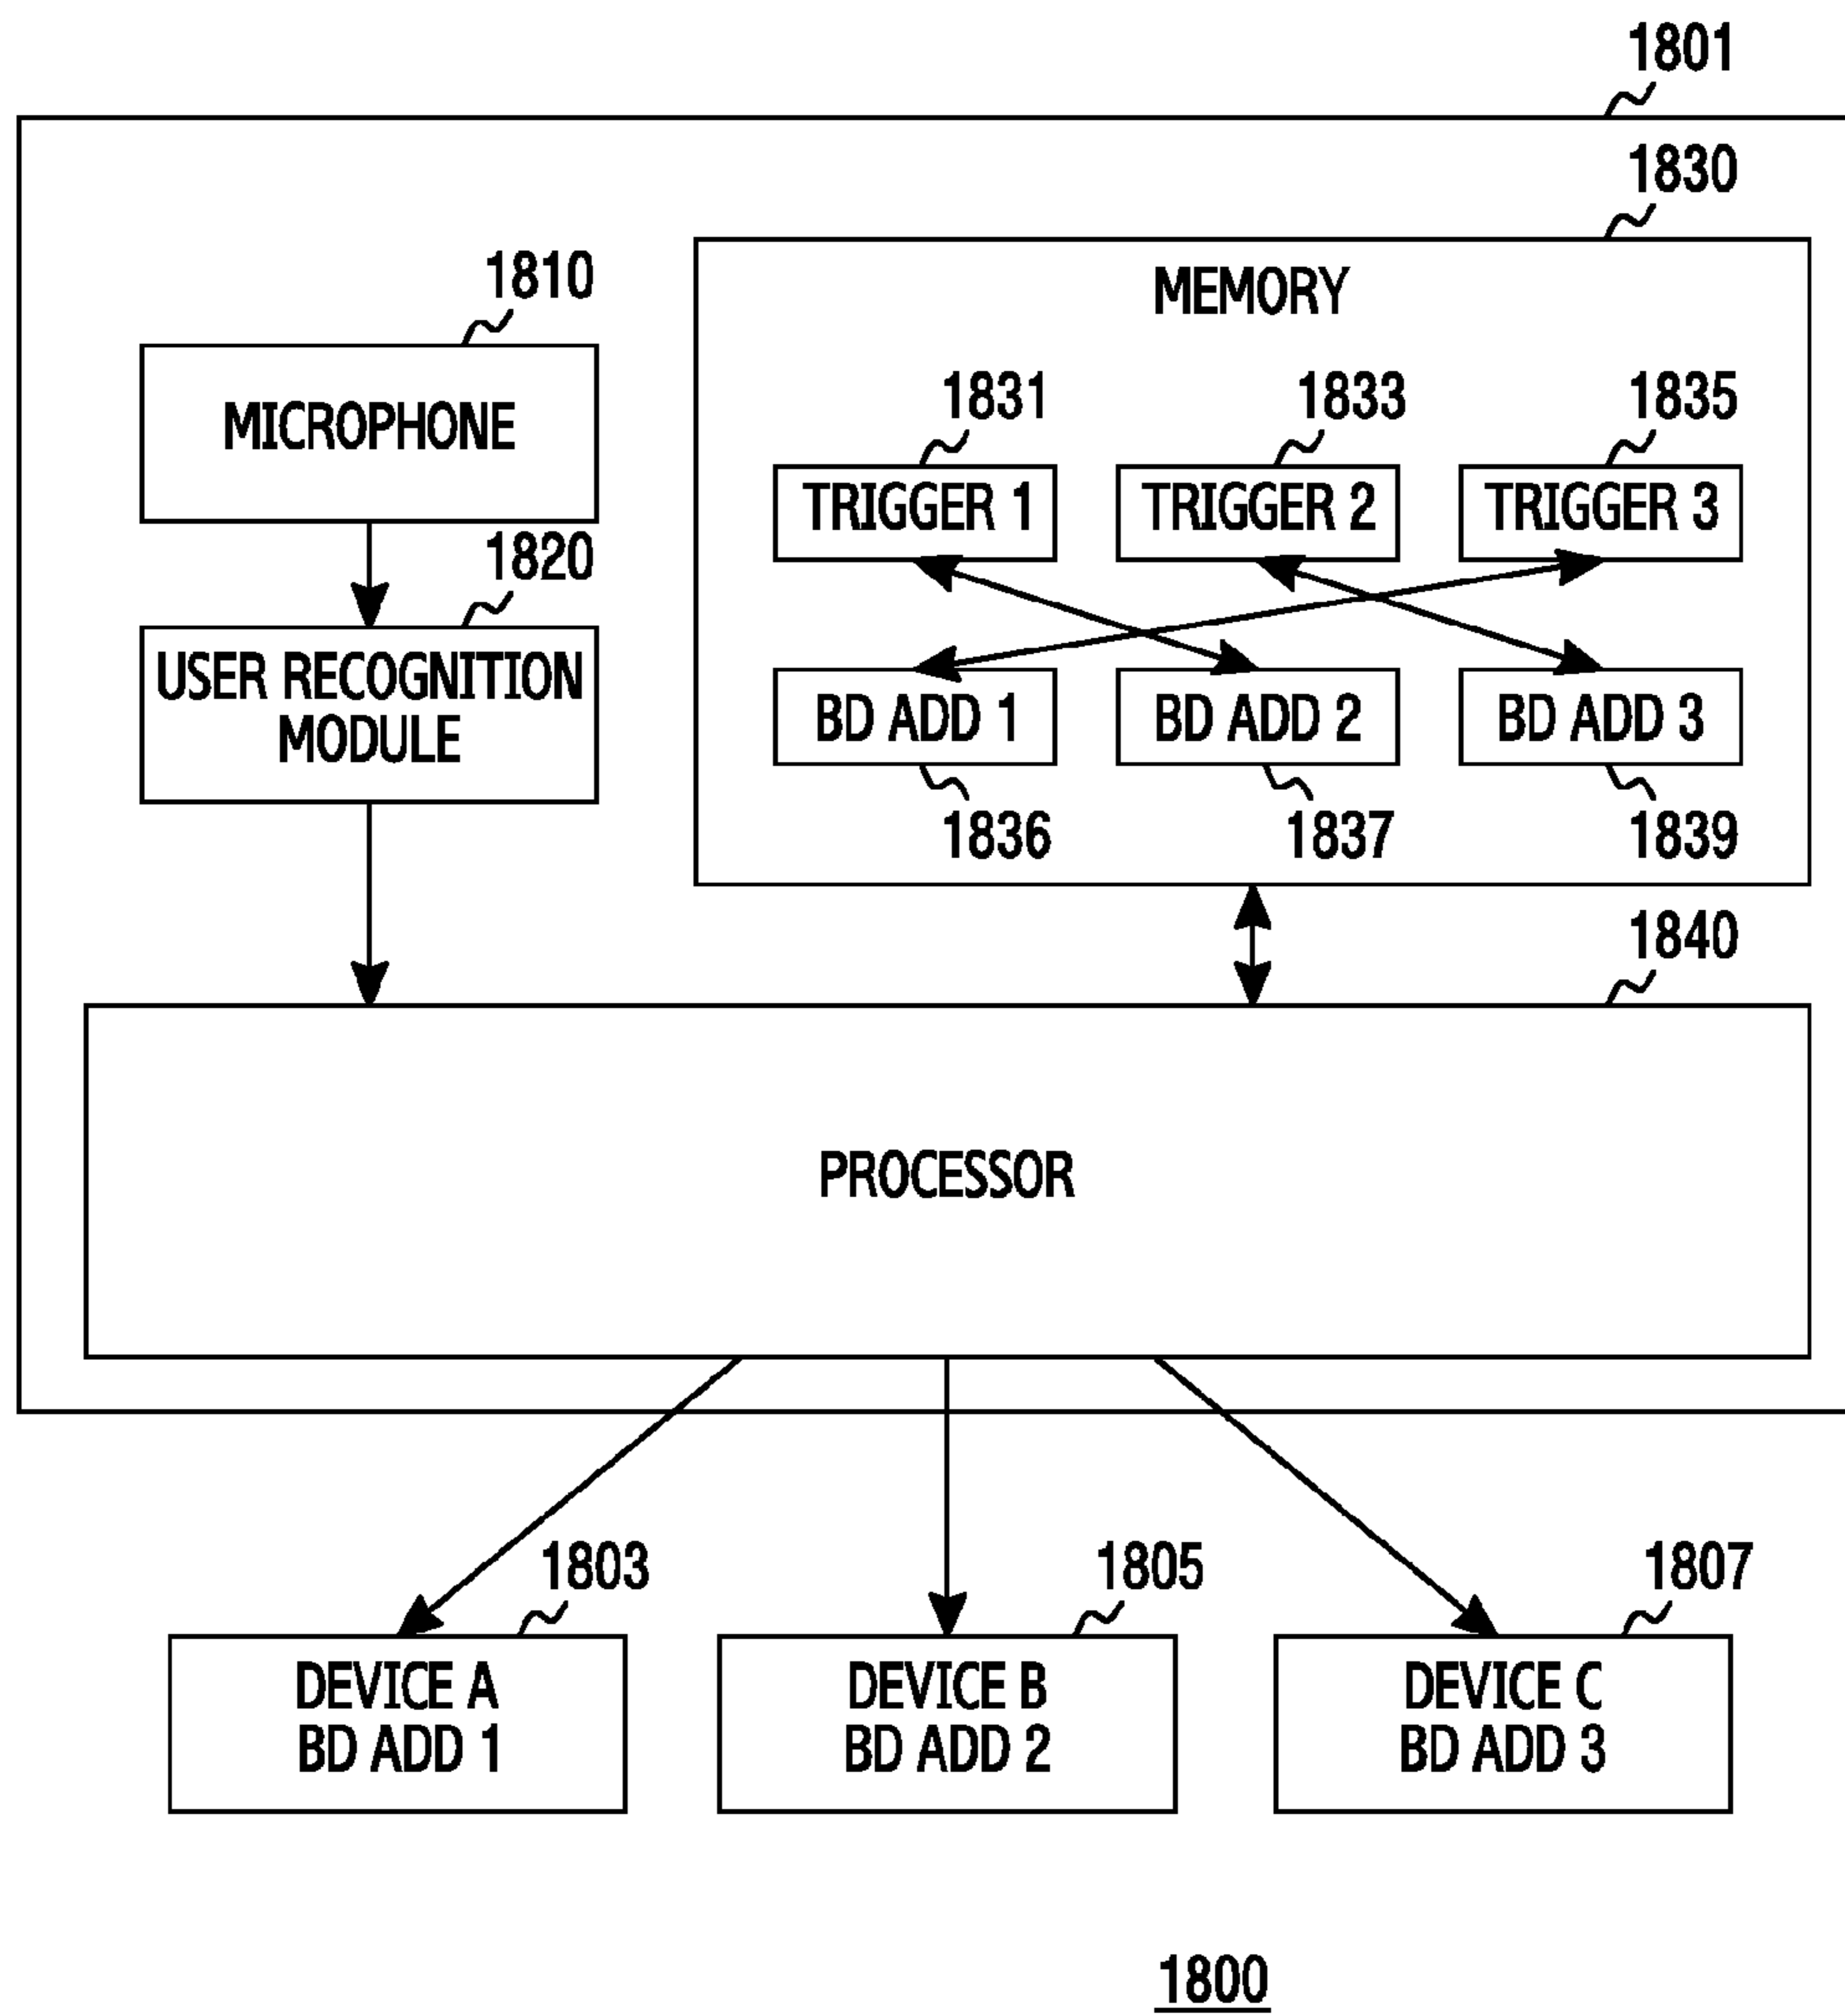 1801
1830
1810
MEMORY
MICROPHONE
1831
1833
1835
TRIGGER 1
TRIGGER 2
TRIGGER 3
1820
USER RECOGNITION
MODULE
BD ADD 1
BD ADD 2
BD ADD 3
1836
1837
1839
1840
PROCESSOR
1803
1805
1807
DEVICE A
BD ADD 1
DEVICE B
BD ADD 2
DEVICE C
BD ADD 3
1800